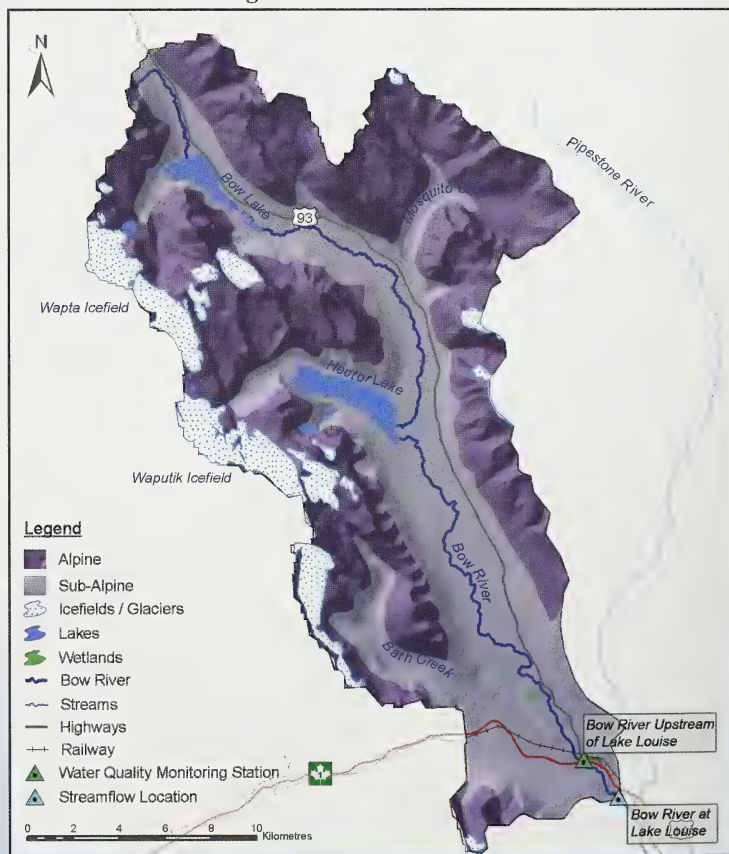 N
Bow Lake
93
Mosquito
Pipestone River
Wapta Icefield
Hector Lake
Waputik Icefield
Bow River
Bath Creek
Legend
Alpine
Sub-Alpine
Icefields / Glaciers
Lakes
Wetlands
Bow River
Streams
Highways
Railway
Water Quality Monitoring Station
Streamflow Location
0 2 4 6 8 10
Kilometres
1
Bow River Upstream
of Lake Louise
Bow River at
Lake Louise